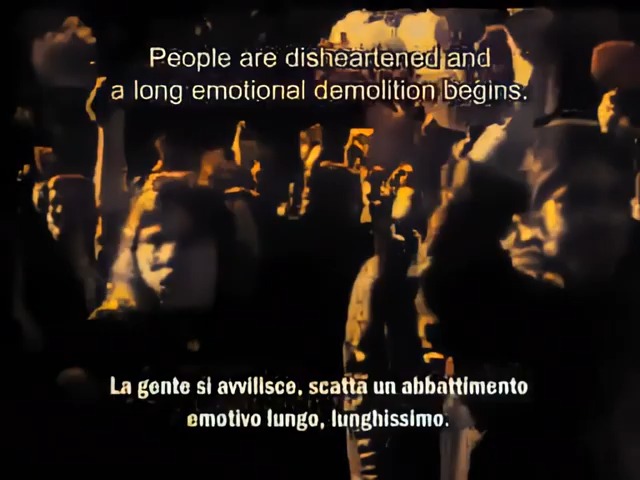 People are disheartened and
a long emotional demolition begins.
La gente si avvilisce, scatta un abbattimento
emotivo lungo, lunghissimo.